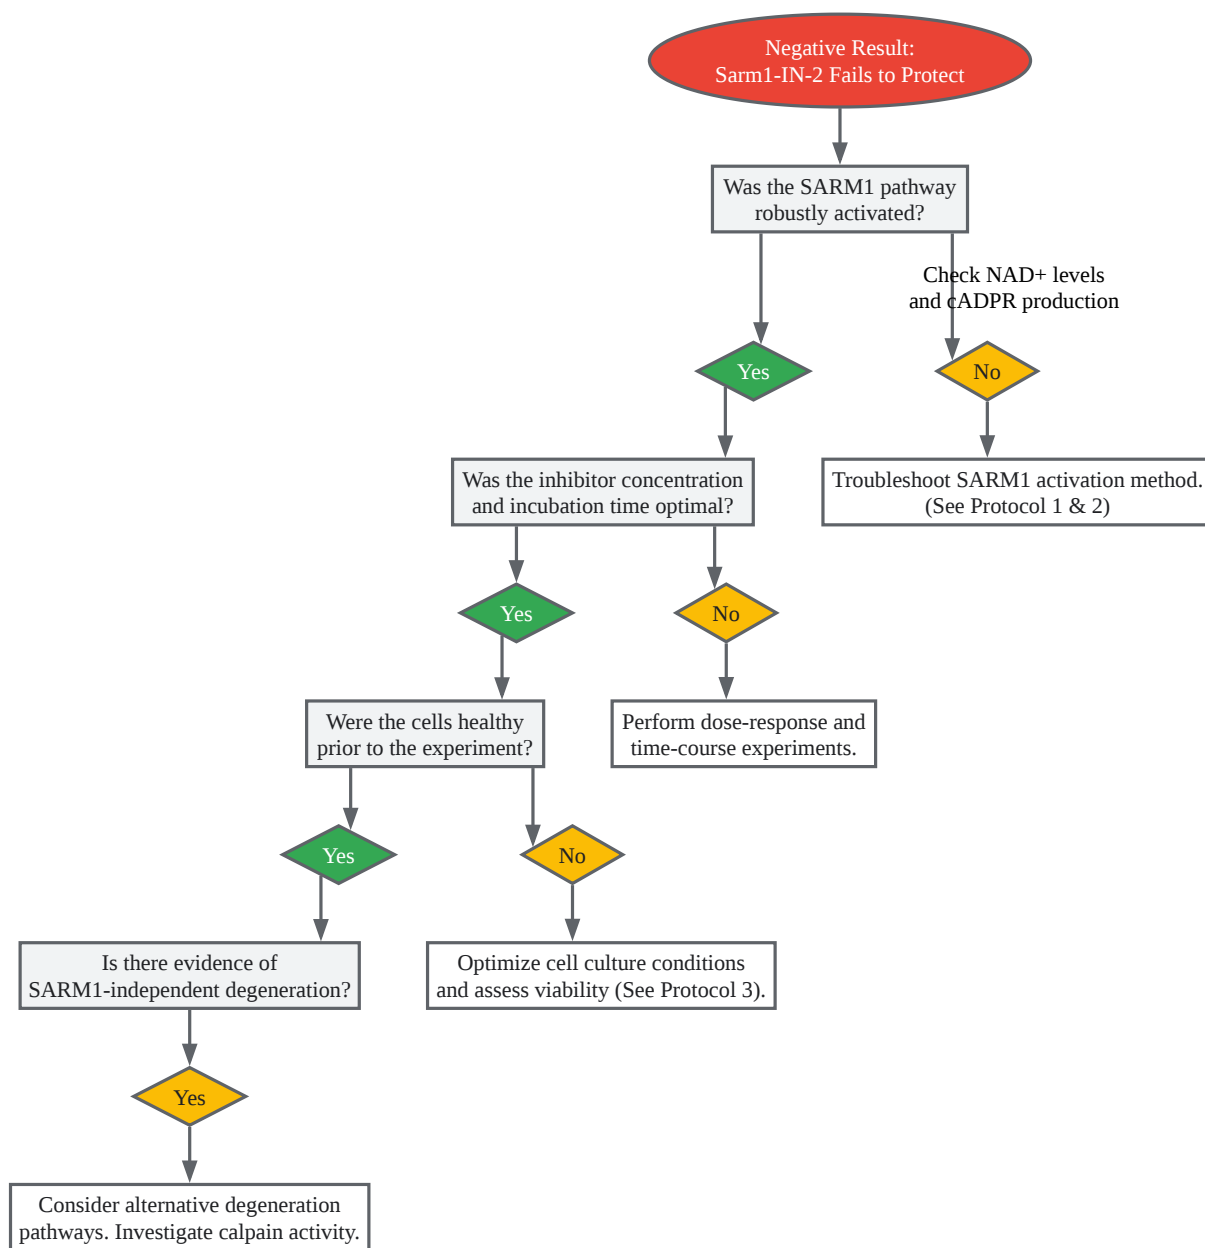 Negative Result:
Sarm1-IN-2 Fails to Protect
Was the SARM1 pathway
robustly activated?
Check NAD+ levels
and cADPR production
Yes
No
Was the inhibitor concentration
and incubation time optimal?
Troubleshoot SARM1 activation method.
(See Protocol 1 & 2)
Yes
No
Were the cells healthy
prior to the experiment?
Perform dose-response and
time-course experiments.
Yes
No
Is there evidence of
SARM1-independent degeneration?
Optimize cell culture conditions
and assess viability (See Protocol 3).
Yes
Consider alternative degeneration
pathways. Investigate calpain activity.